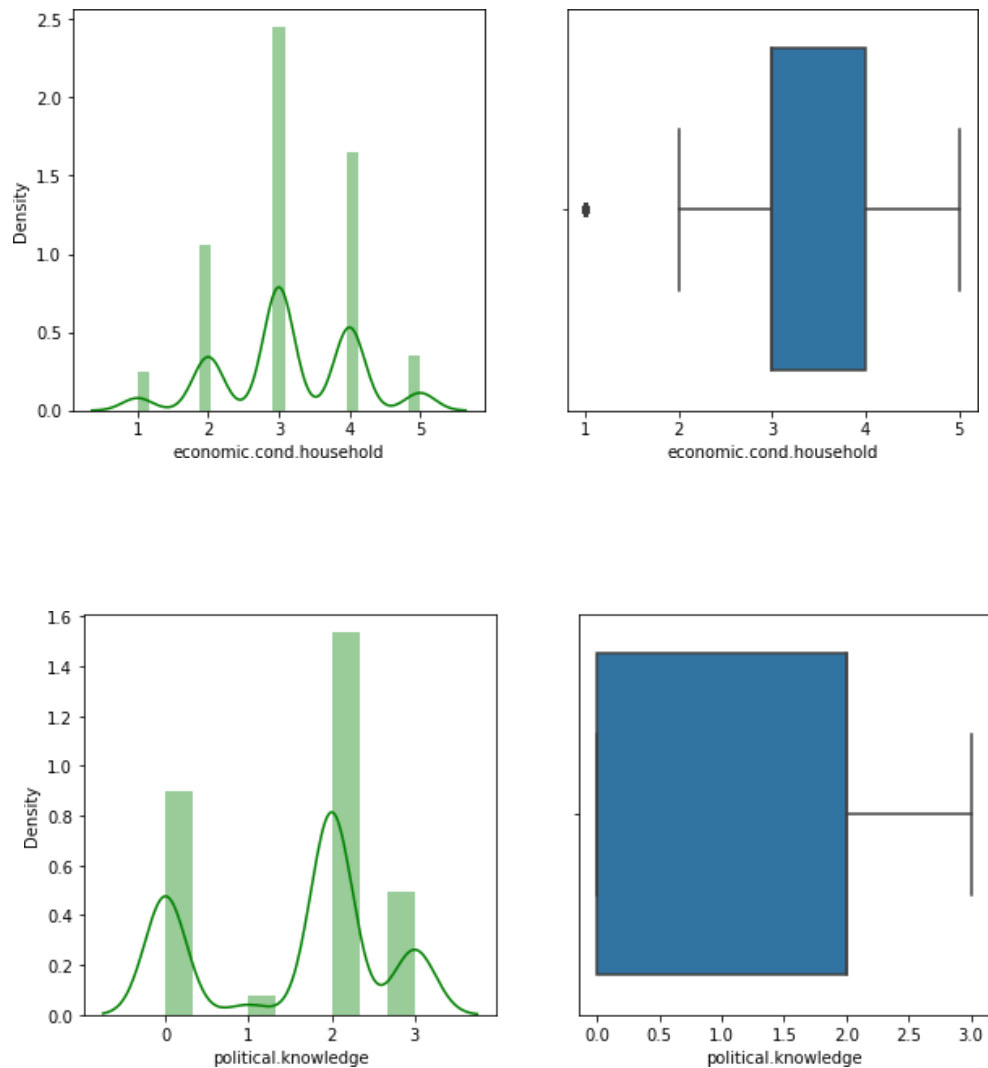 2.5
2.0
1.5
1.0
0.5
0.0
Density
1 2 3 4 5
economic.cond.household
1 2 3 4 5
economic.cond.household
1.6
1.4
1.2
1.0
0.8
0.6
0.4
0.2
0.0
Density
0 1 2 3
political.knowledge
0.0 0.5 1.0 1.5 2.0 2.5 3.0
political.knowledge